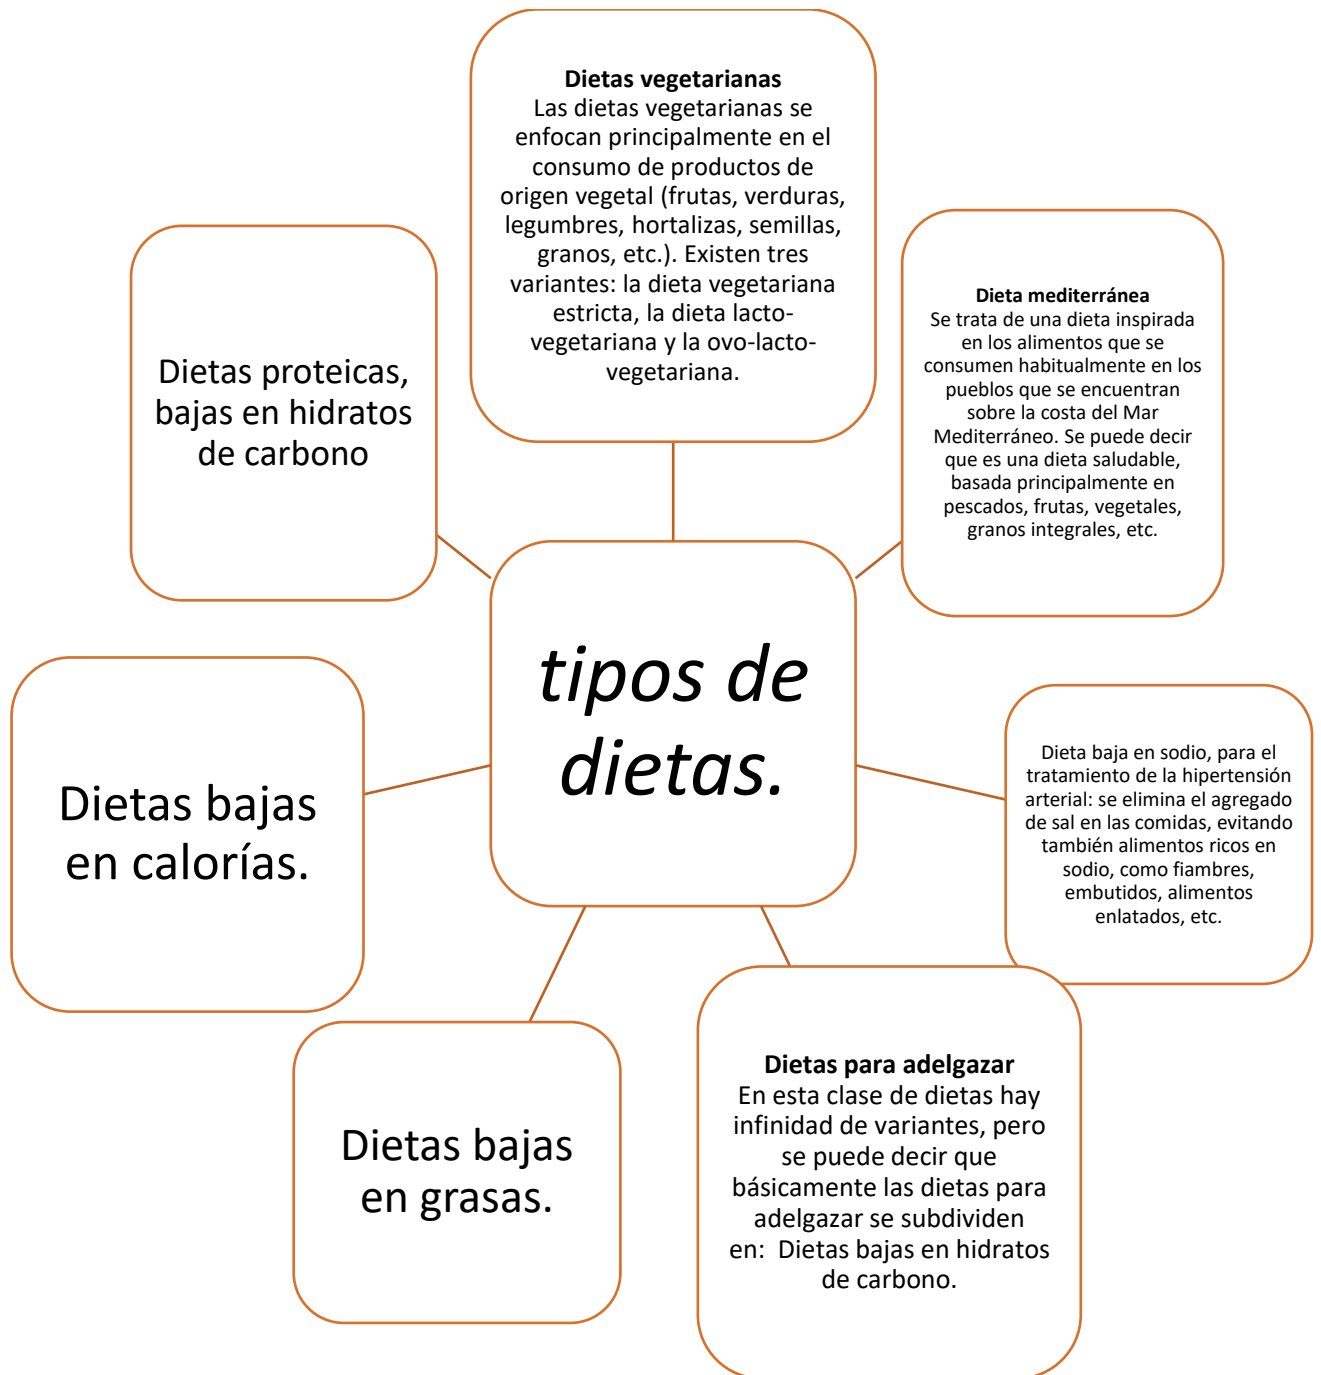 Dietas vegetarianas
Las dietas vegetarianas se
enfocan principalmente en el
consumo de productos de
origen vegetal (frutas, verduras,
legumbres, hortalizas, semillas,
granos, etc.). Existen tres
variantes: la dieta vegetariana
estricta, la dieta lacto-
vegetariana y la ovo-lacto-
vegetariana.
Dieta mediterránea
Se trata de una dieta inspirada
en los alimentos que se
consumen habitualmente en los
pueblos que se encuentran
sobre la costa del Mar
Mediterráneo. Se puede decir
que es una dieta saludable,
basada principalmente en
pescados, frutas, vegetales,
granos integrales, etc.
Dietas proteicas,
bajas en hidratos
de carbono
tipos de
dietas.
Dieta baja en sodio, para el
tratamiento de la hipertensión
arterial: se elimina el agregado
de sal en las comidas, evitando
también alimentos ricos en
sodio, como fiambres,
embutidos, alimentos
enlatados, etc.
Dietas bajas
en calorías.
Dietas para adelgazar
En esta clase de dietas hay
infinidad de variantes, pero
se puede decir que
básicamente las dietas para
adelgazar se subdividen
en:  Dietas bajas en hidratos
de carbono.
Dietas bajas
en grasas.